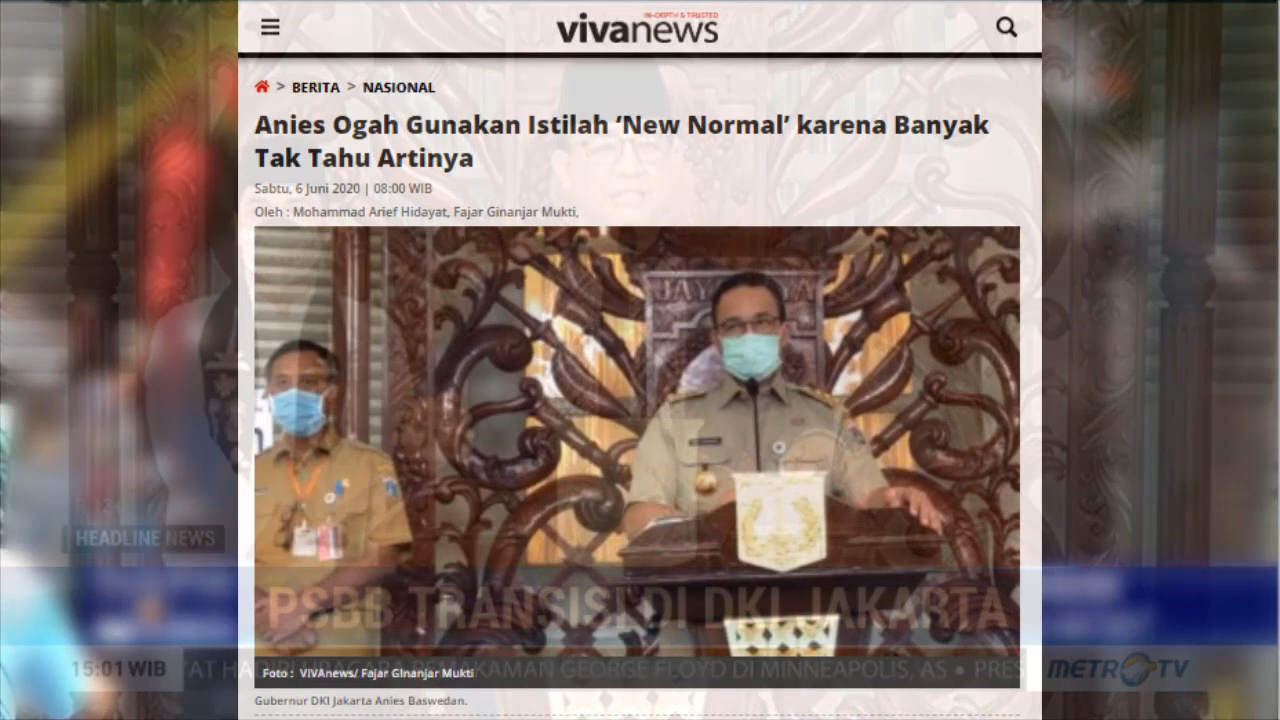 IN-DEPTH & TRUSTED
vivanews
> BERITA > NASIONAL
Anies Ogah Gunakan Istilah ‘New Normal’ karena Banyak
Tak Tahu Artinya
Sabtu, 6 Juni 2020 | 08:00 WIB
Oleh : Mohammad Arief Hidayat, Fajar Ginanjar Mukti,
JAYA
HEADLINE NEWS
PSBB TRANSISI DI DKI JAKARTA
15:01 WIB
KAMAN GEORGE FLOYD DI MINNEAPOLIS, AS • PRES
METRO TV
Foto : VIVAnews/ Fajar GInanjar Mukti
Gubernur DKI Jakarta Anies Baswedan.